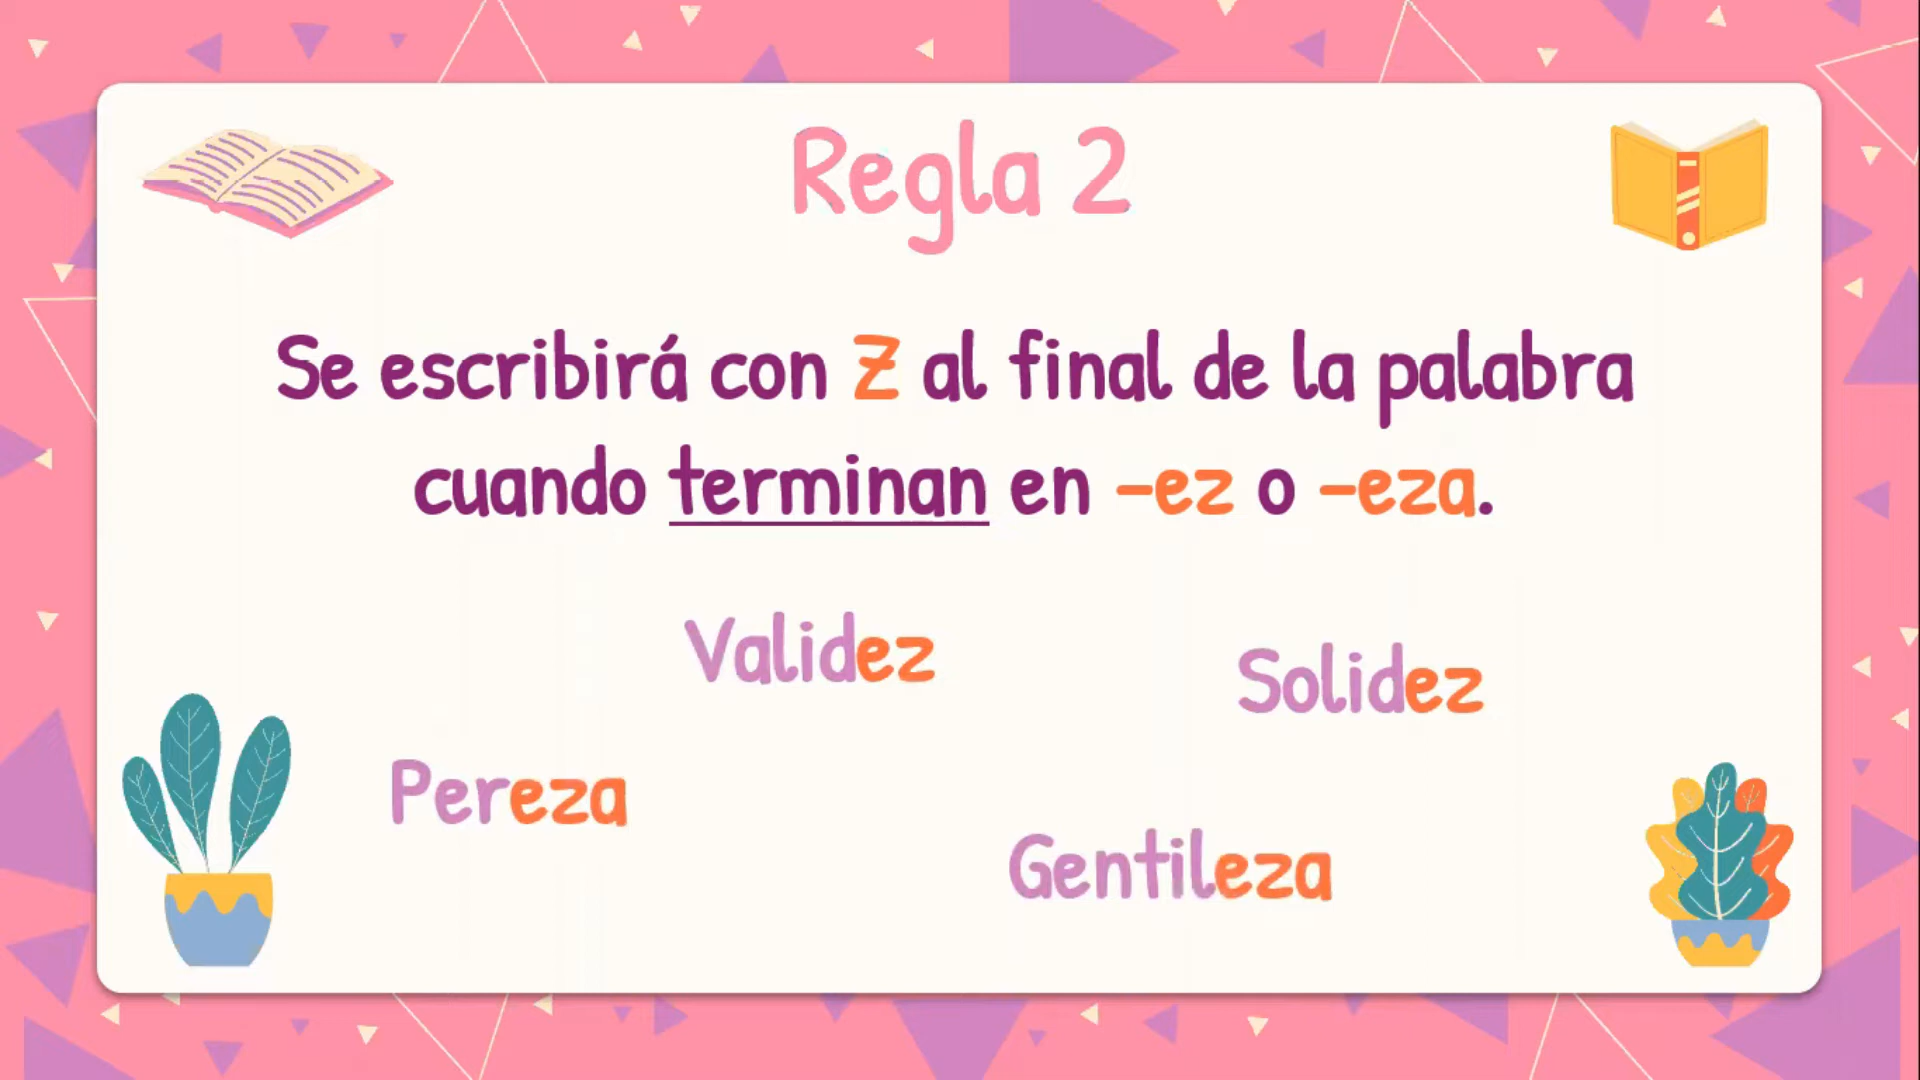 Regla 2
Se escribirá con Z al final de la palabra
cuando terminan en -ez o -eza.
Validez
Solidez
Pereza
Gentileza